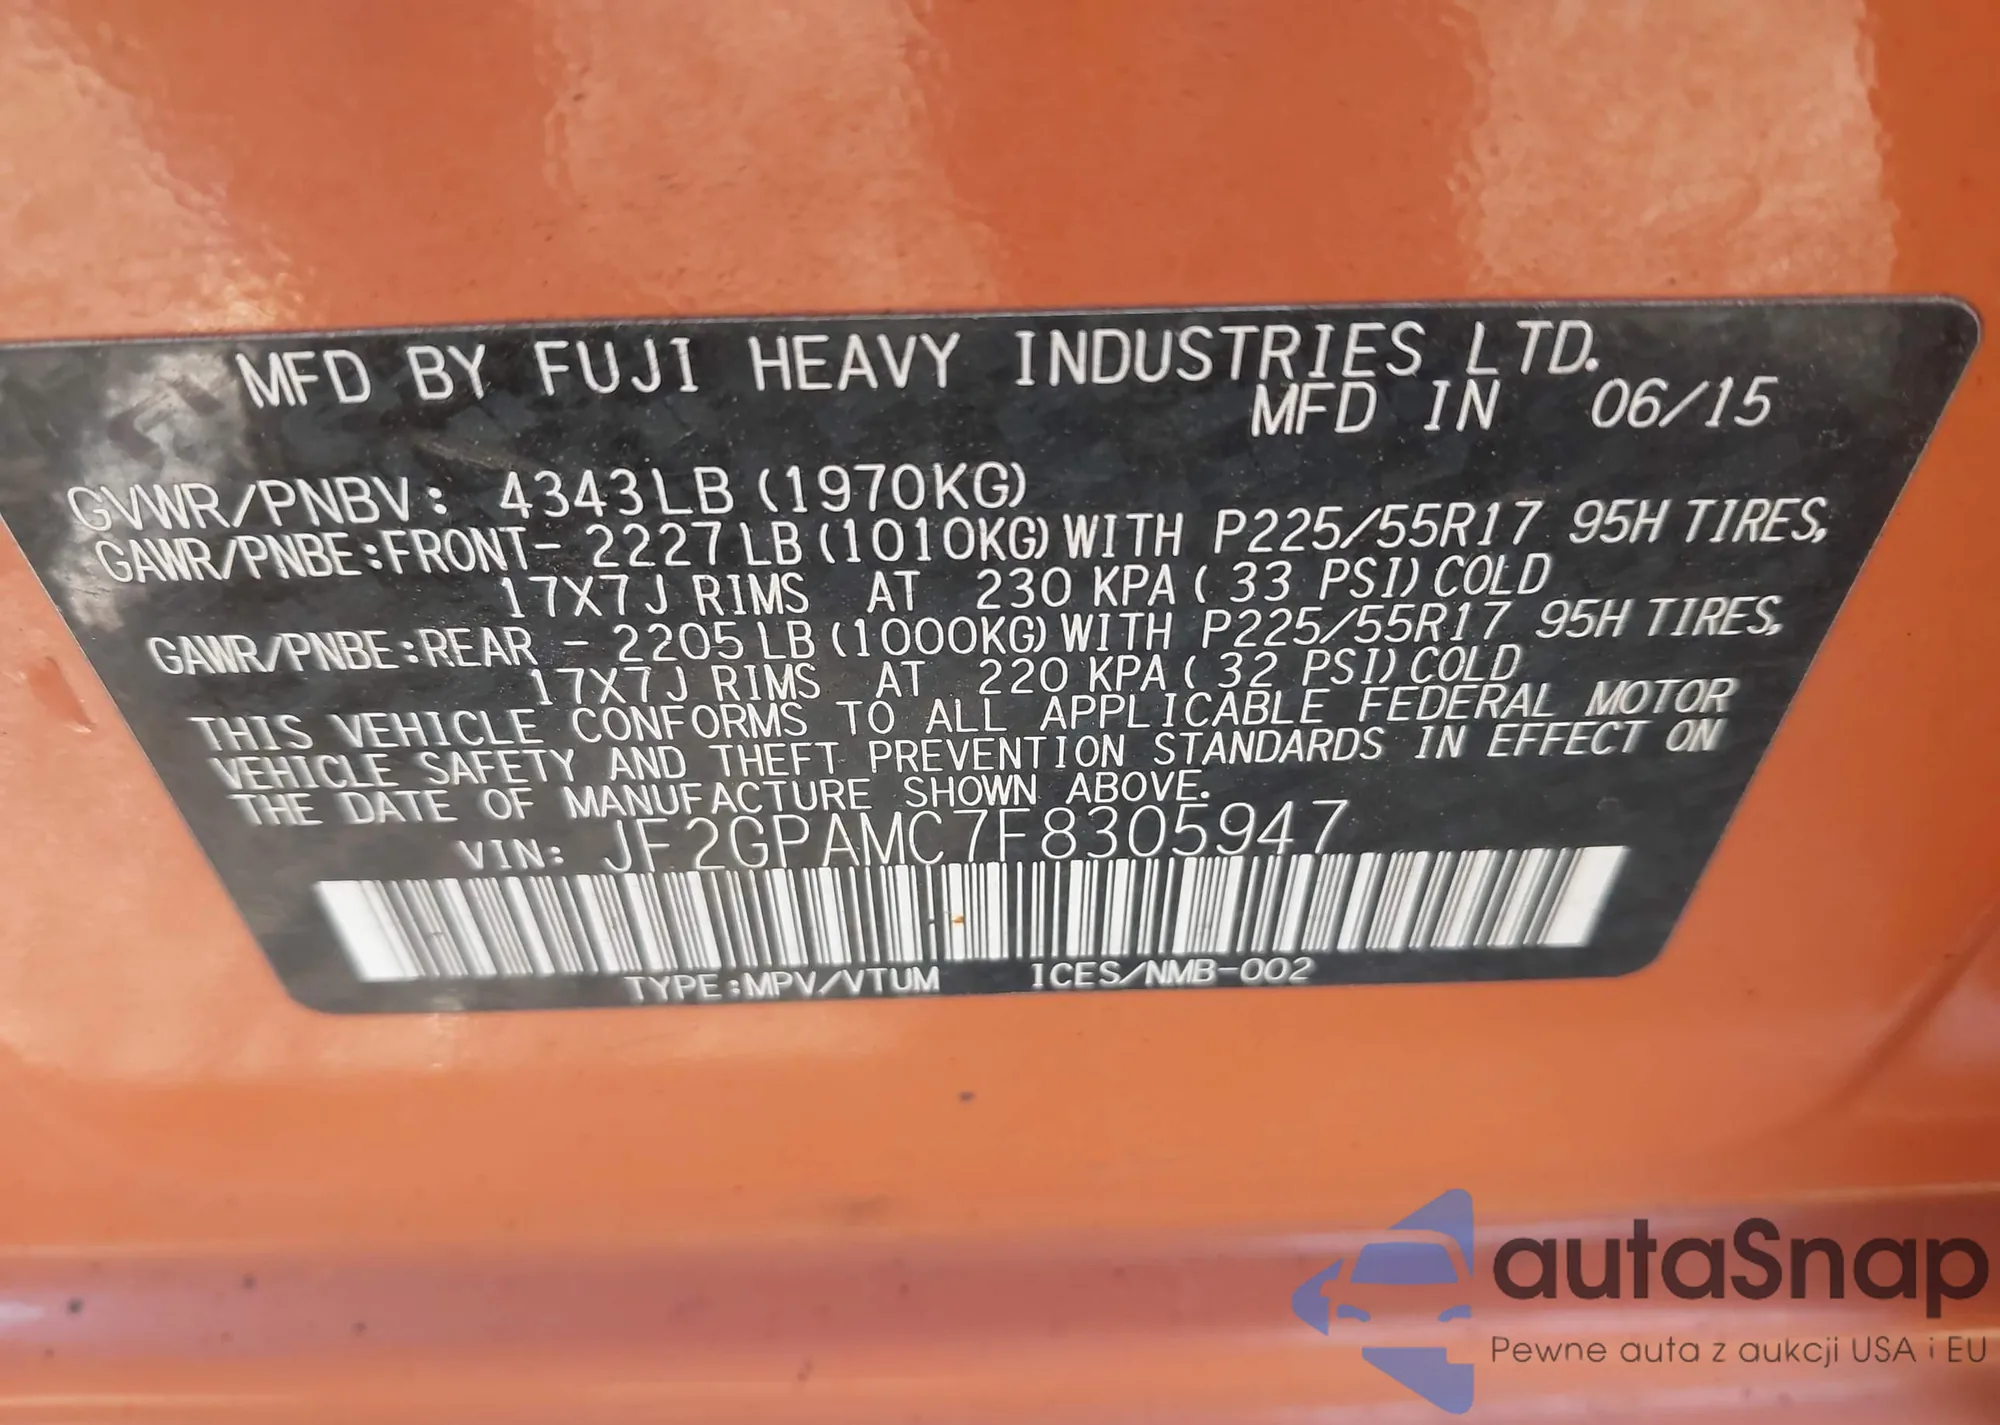 MFD BY FUJI HEAVY INDUSTRIES LTD.
MFD IN 06/15
GVWR/PNBV: 4343LB (1970KG)
GAWR/PNBE:FRONT- 2227LB (1010KG) WITH P225/55R17 95H TIRES,
17X7J RIMS AT 230 KPA ( 33 PSI) COLD
GAWR/PNBE:REAR - 2205LB (1000KG) WITH P225/55R17 95H TIRES,
17X7J RIMS AT 220 KPA ( 32 PSI) COLD
THIS VEHICLE CONFORMS TO ALL APPLICABLE FEDERAL MOTOR
VEHICLE SAFETY AND THEFT PREVENTION STANDARDS IN EFFECT ON
THE DATE OF MANUFACTURE SHOWN ABOVE.
VIN: JF2GPAMC7F8305947
TYPE:MPV/VTUM ICES/NMB-002
autaSnap
Pewne auta z aukcji USA i EU